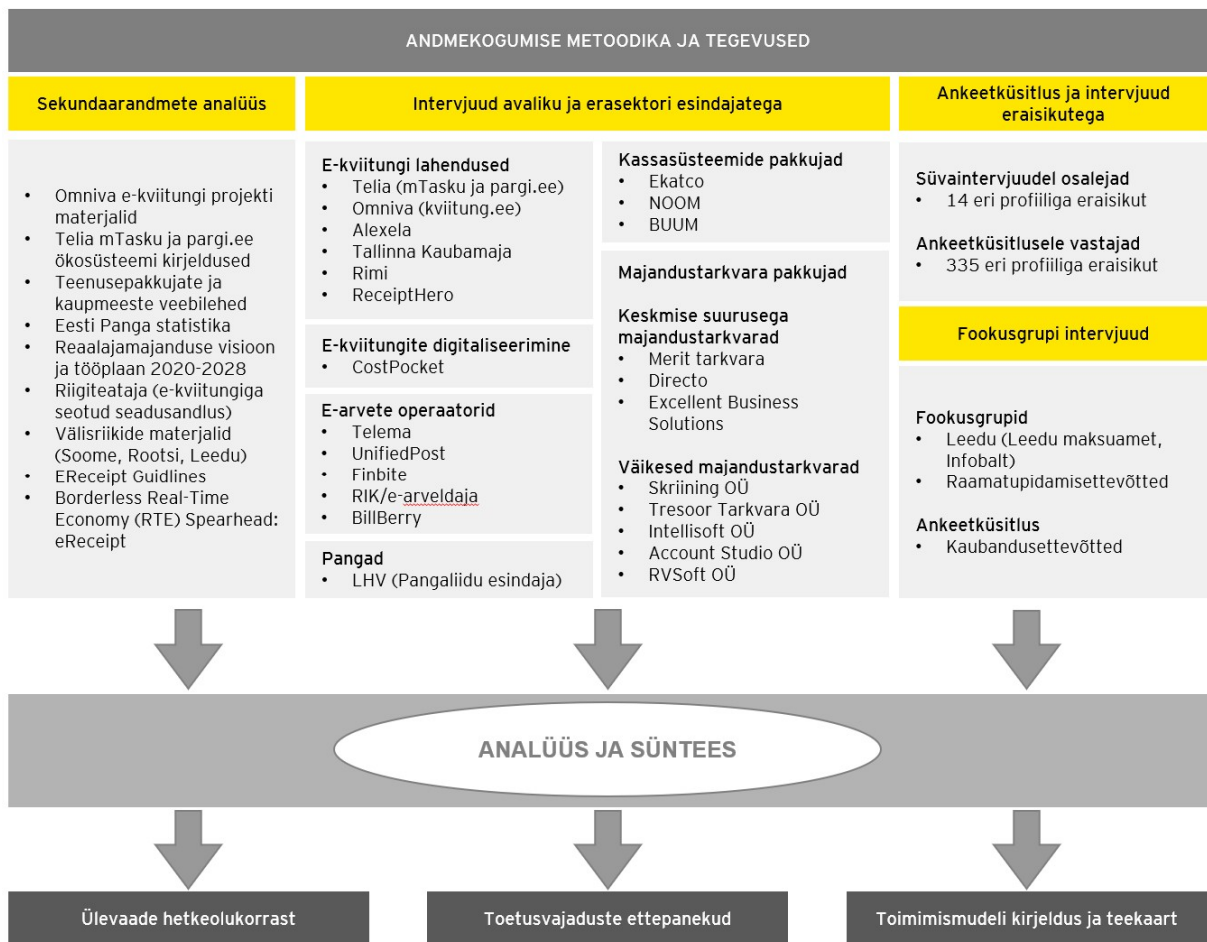 ANDMEKOGUMISE METOODIKA JA TEGEVUSED
Sekundaarandmete analüüs
• Omniva e-kviitungi projekti
materjalid
• Telia mTasku ja pargi.ee
ökosüsteemi kirjeldused
• Teenusepakkujate ja
kaupmeeste veebilehed
• Eesti Panga statistika
• Reaalajamajanduse visioon
ja tööplaan 2020-2028
• Riigiteataja (e-kviitungiga
seotud seadusandlus)
• Välisriikide materjalid
(Soome, Rootsi, Leedu)
• EReceipt Guidlines
• Borderless Real-Time
Economy (RTE) Spearhead:
eReceipt
Intervjuud avaliku ja erasektori esindajatega
E-kviitungi lahendused
• Telia (mTasku ja pargi.ee)
• Omniva (kviitung.ee)
• Alexela
• Tallinna Kaubamaja
• Rimi
• ReceiptHero
E-kviitungite digitaliseerimine
• CostPocket
E-arvete operaatorid
• Telema
• UnifiedPost
• Finbite
• RIK/e-arveldaja
• BillBerry
Pangad
• LHV (Pangaliidu esindaja)
Kassasüsteemide pakkujad
• Ekatco
• NOOM
• BUUM
Majandustarkvara pakkujad
Keskmise suurusega
majandustarkvarad
• Merit tarkvara
• Directo
• Excellent Business
Solutions
Väikesed majandustarkvarad
• Skriining OÜ
• Tresoor Tarkvara OÜ
• Intellisoft OÜ
• Account Studio OÜ
• RVSoft OÜ
Ankeetküsitlus ja intervjuud
eraisikutega
Süvaintervjuudel osalejad
• 14 eri profiiliga eraisikut
Ankeetküsitlusele vastajad
• 335 eri profiiliga eraisikut
Fookusgrupi intervjuud
Fookusgrupid
• Leedu (Leedu maksuamet,
Infobalt)
• Raamatupidamisettevõtted
Ankeetküsitlus
• Kaubandusettevõtted
ANALÜÜS JA SÜNTEES
Ülevaade hetkeolukorrast
Toetusvajaduste ettepanekud
Toimimismudeli kirjeldus ja teekaart